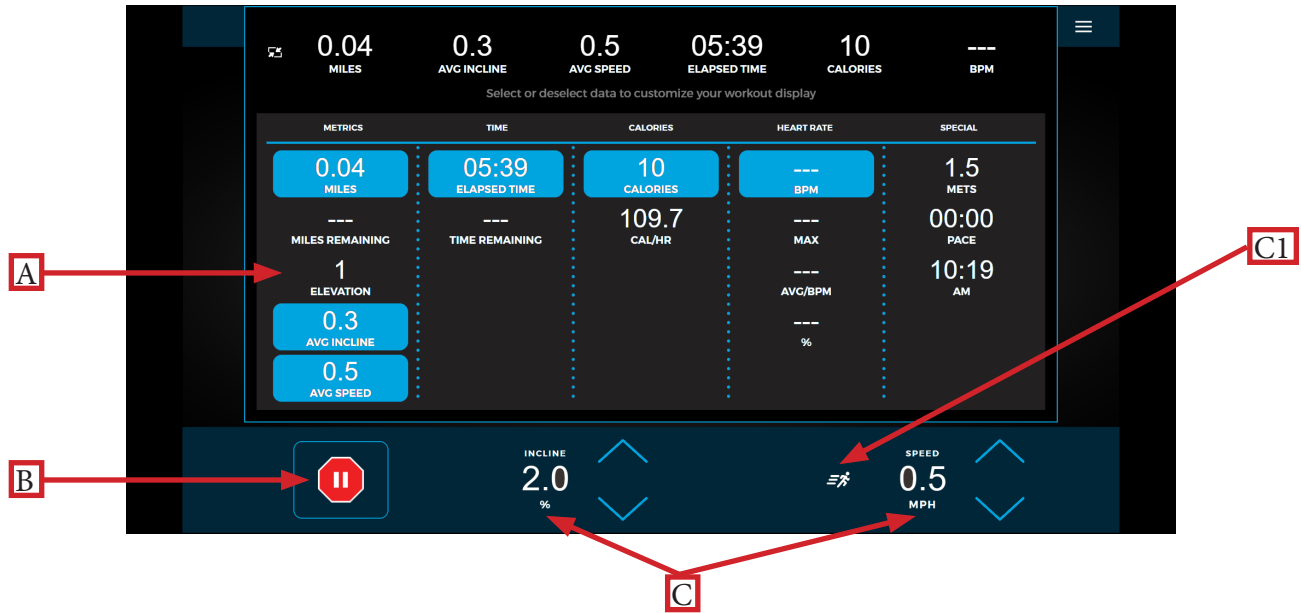 0.04 0.3 0.5 05:39 10 ---
MILES AVG INCLINE AVG SPEED ELAPSED TIME CALORIES BPM
Select or deselect data to customize your workout display
METRICS TIME CALORIES HEART RATE SPECIAL
0.04 05:39 10 --- 1.5
MILES ELAPSED TIME CALORIES BPM METS
--- --- 109.7 --- 00:00
MILES REMAINING TIME REMAINING CAL/HR MAX PACE
A 1 --- 10:19 C1
ELEVATION AVG/BPM AM
0.3 ---
AVG INCLINE %
0.5
AVG SPEED
INCLINE SPEED
B 2.0 0.5
% MPH
C